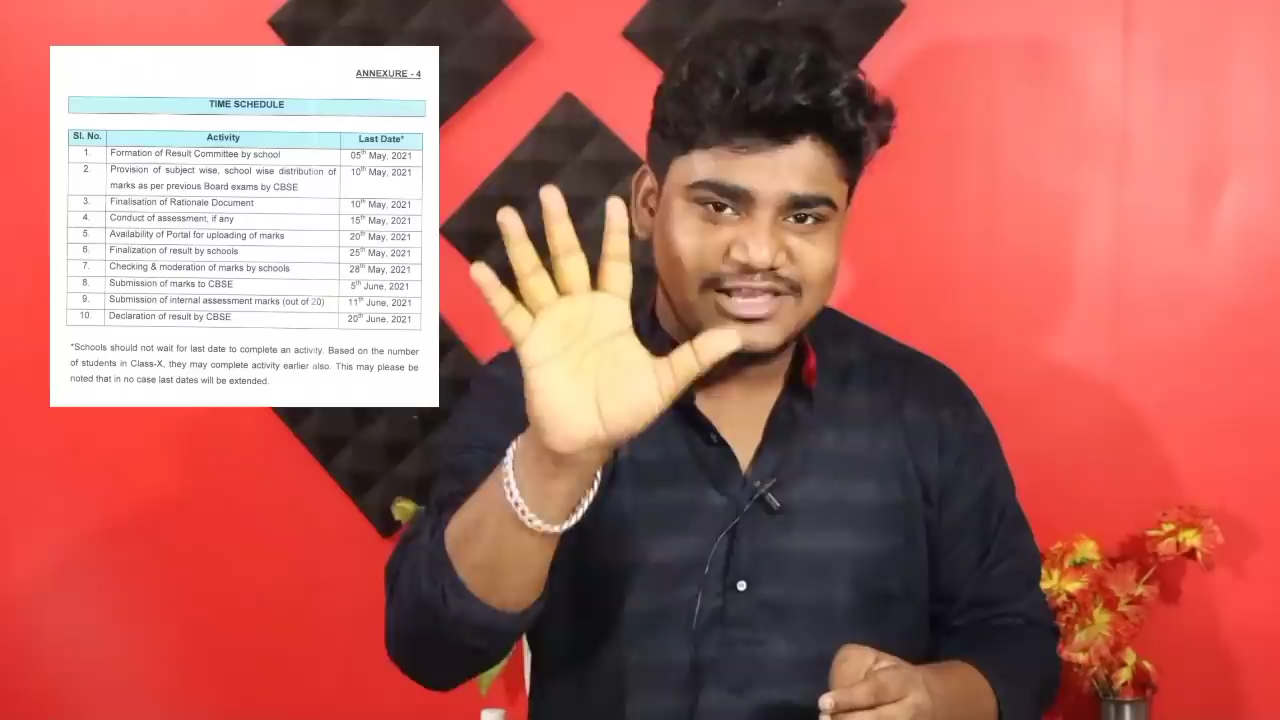 ANNEXURE - 4
TIME SCHEDULE
Sl. No. Activity Last Date*
1. Formation of Result Committee by school 05th May, 2021
2. Provision of subject wise, school wise distribution of 10th May, 2021
marks as per previous Board exams by CBSE
3. Finalisation of Rationale Document 10th May, 2021
4. Conduct of assessment, if any 15th May, 2021
5. Availability of Portal for uploading of marks 20th May, 2021
6. Finalization of result by schools 25th May, 2021
7. Checking & moderation of marks by schools 28th May, 2021
8. Submission of marks to CBSE 5th June, 2021
9. Submission of internal assessment marks (out of 20) 11th June, 2021
10. Declaration of result by CBSE 20th June, 2021
*Schools should not wait for last date to complete an activity. Based on the number
of students in Class-X, they may complete activity earlier also. This may please be
noted that in no case last dates will be extended.